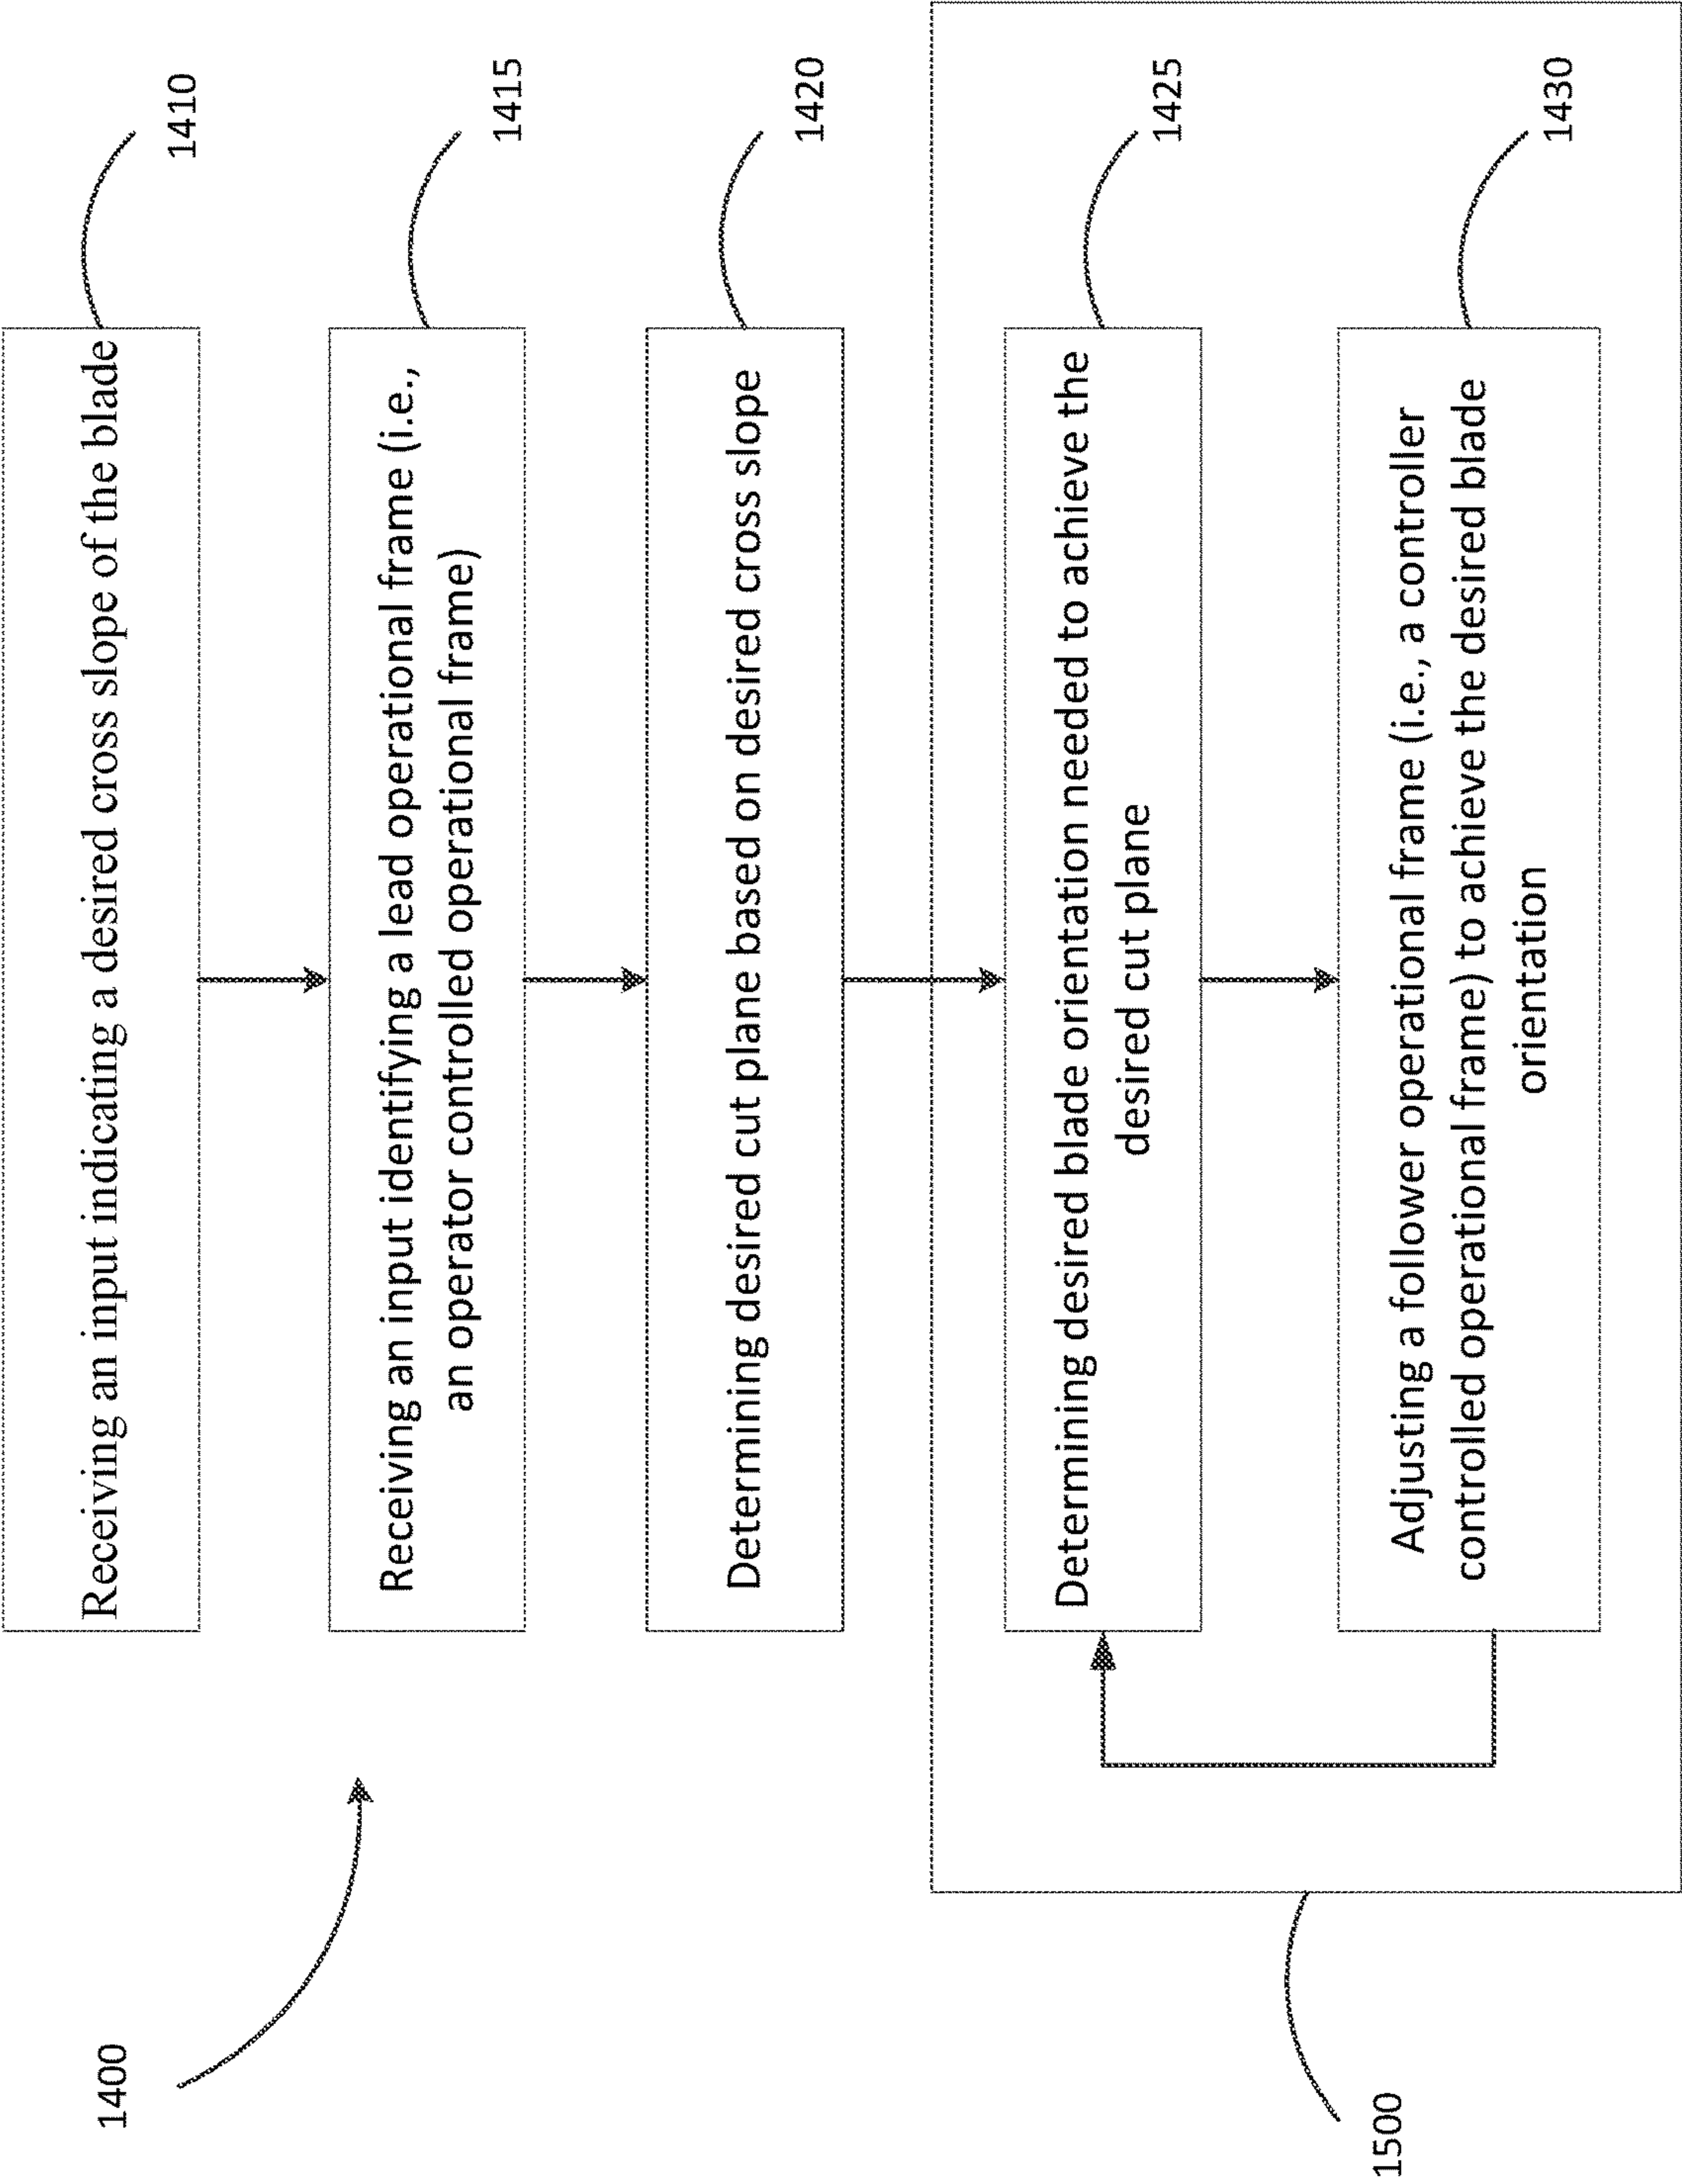 1400
Receiving an input indicating a desired cross slope of the blade
1410
Receiving an input identifying a lead operational frame (i.e.,
an operator controlled operational frame)
1415
Determining desired cut plane based on desired cross slope
1420
Determining desired blade orientation needed to achieve the
desired cut plane
1425
Adjusting a follower operational frame (i.e., a controller
controlled operational frame) to achieve the desired blade
orientation
1430
1500